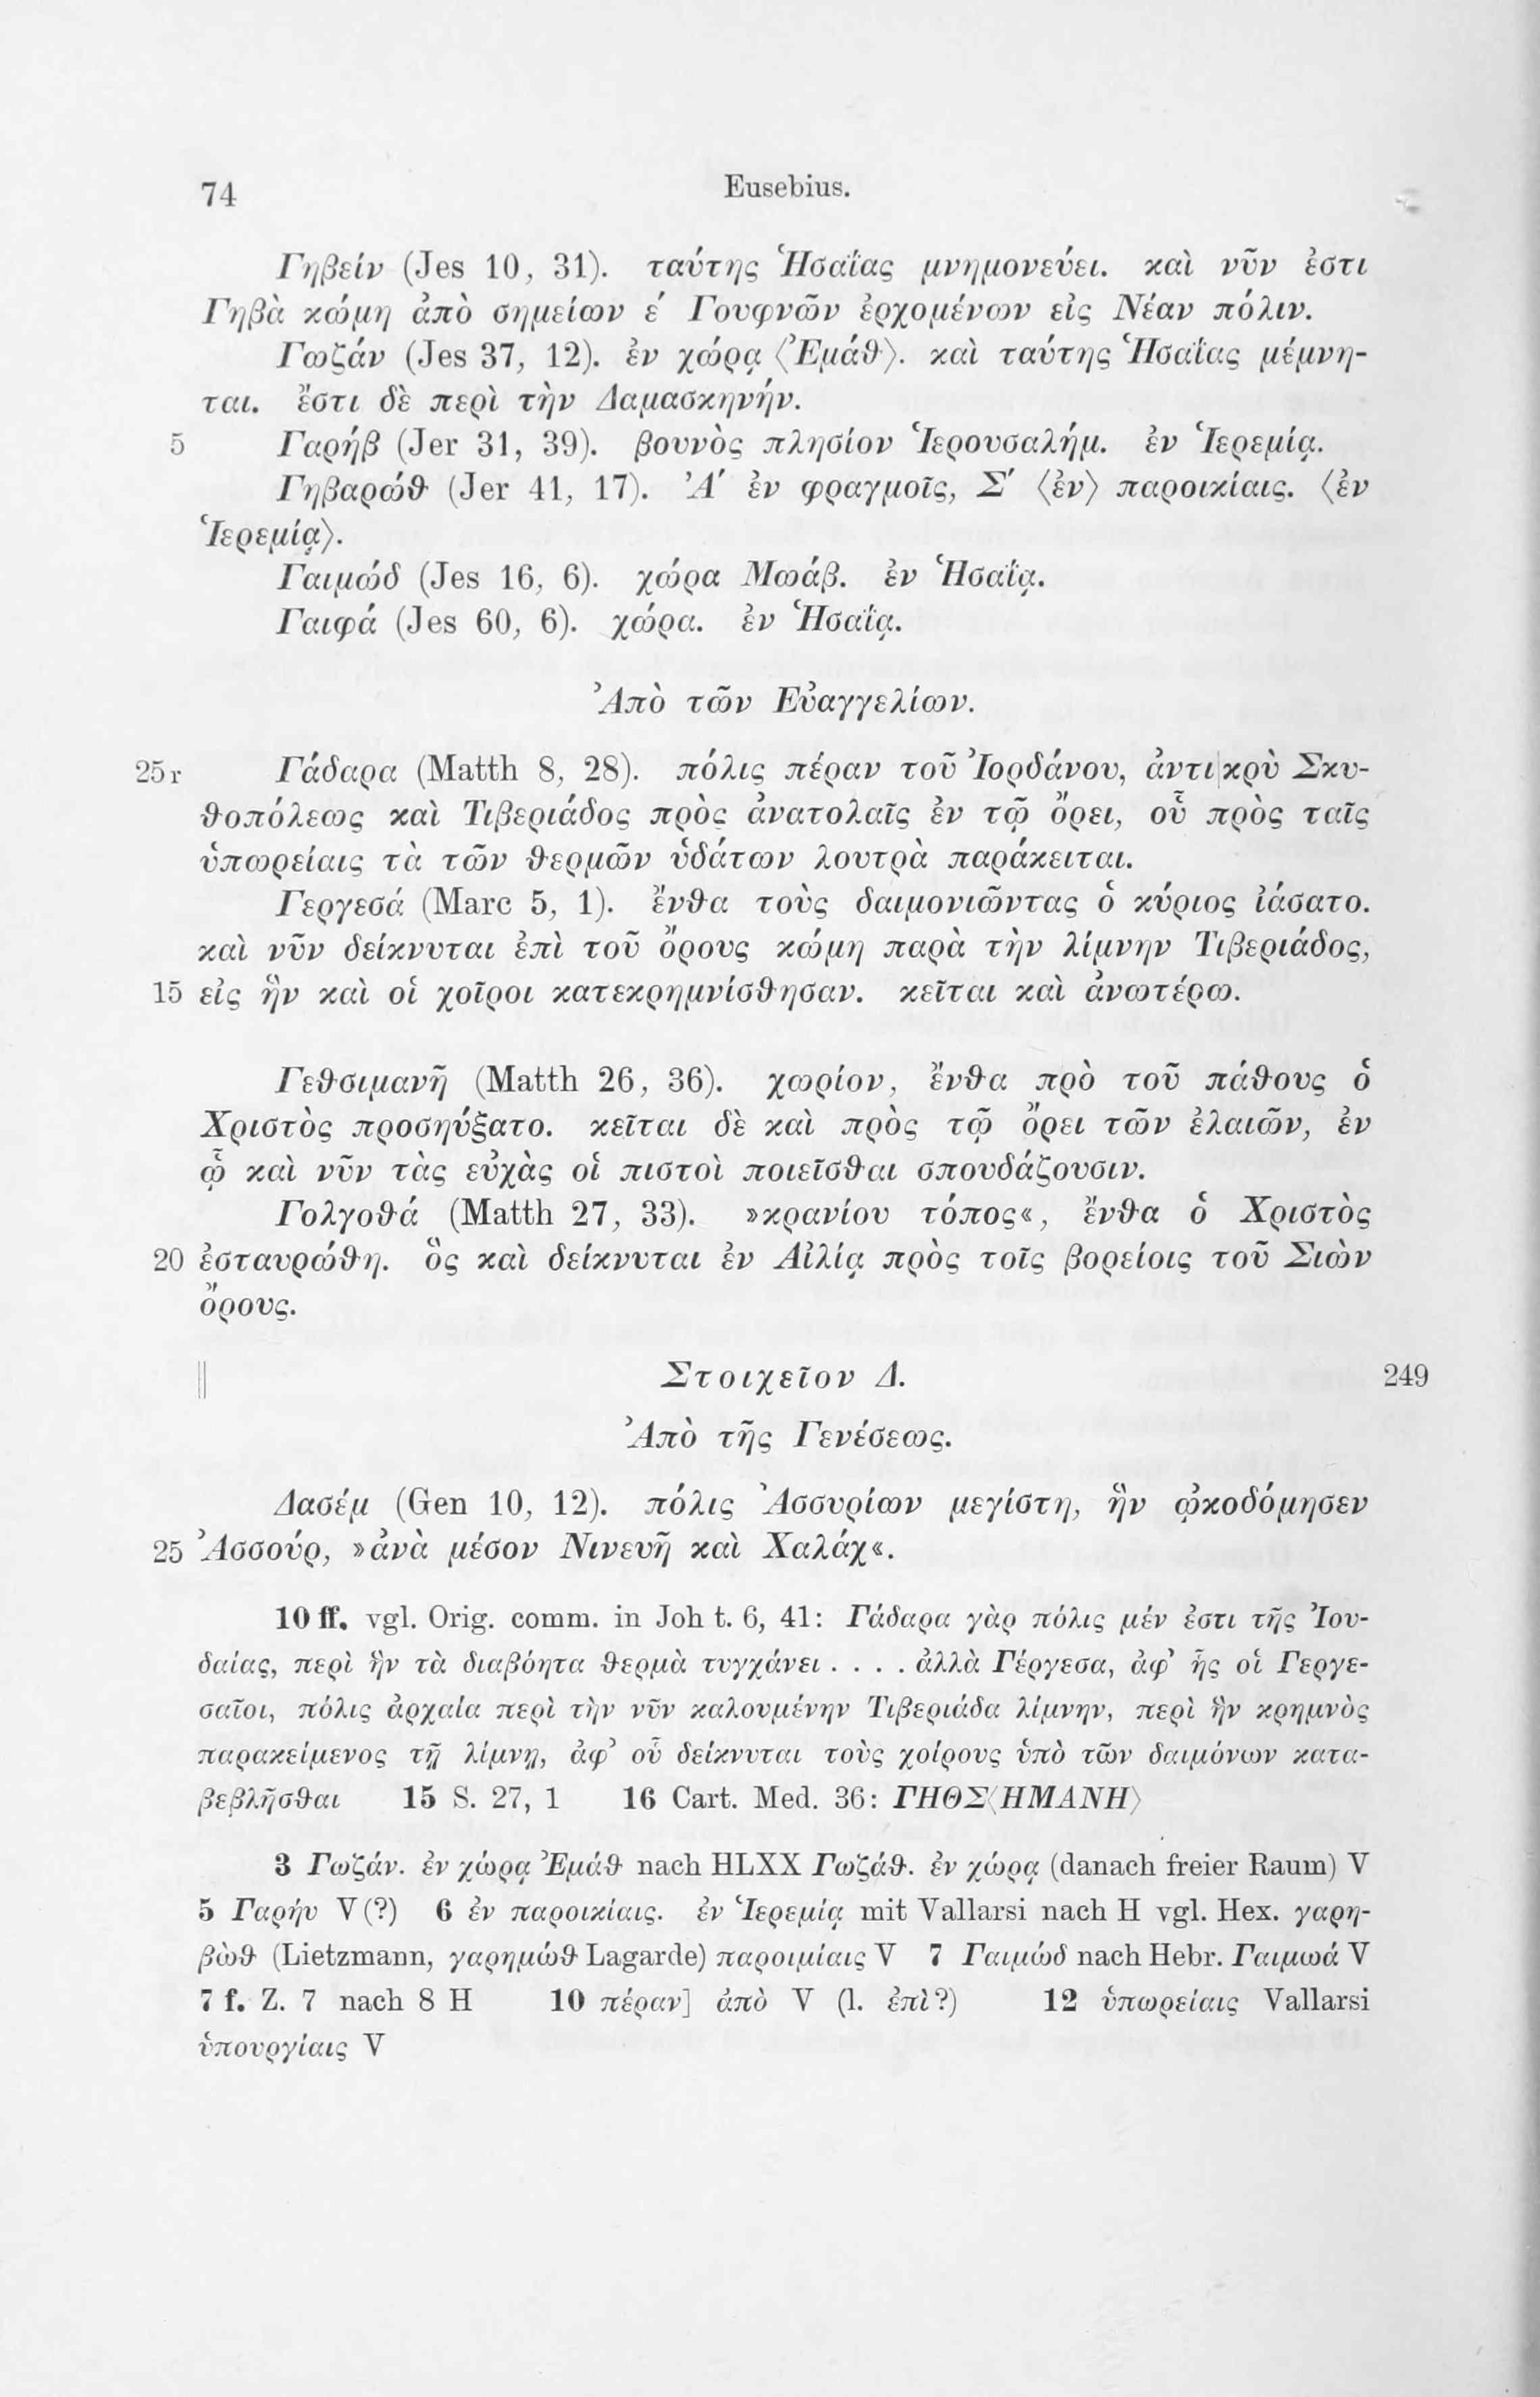 74 Eusebius.
Γηβείν (Jes 10, 31). ταύτης Ἡσαΐας μνημονεύει. καὶ νῦν ἐστι
Γηβὰ κώμη ἀπὸ σημείων έ Γουφνῶν ἐρχομένων εἰς Νέαν πόλιν.
Γωζάν (Jes 37, 12). ἐν χώρᾳ ⟨Ἐμάθ⟩. καὶ ταύτης Ἡσαΐας μέμνη-
ται. ἔστι δὲ περὶ τὴν Δαμασκηνήν.
5 Γαρήβ (Jer 31, 39). βουνὸς πλησίον Ἱερουσαλήμ. ἐν Ἱερεμίᾳ.
Γηβαρώθ (Jer 41, 17). Ἀ′ ἐν φραγμοῖς, Σ′ ⟨ἐν⟩ παροικίαις. ⟨ἐν
Ἱερεμίᾳ⟩.
Γαιμώδ (Jes 16, 6). χώρα Μωάβ. ἐν Ἡσαΐᾳ.
Γαιφά (Jes 60, 6). χώρα. ἐν Ἡσαΐᾳ.
Ἀπὸ τῶν Εὐαγγελίων.
25r Γάδαρα (Matth 8, 28). πόλις πέραν τοῦ Ἰορδάνου, ἀντι|κρὺ Σκυ-
θοπόλεως καὶ Τιβεριάδος πρὸς ἀνατολαῖς ἐν τῷ ὄρει, οὗ πρὸς ταῖς
ὑπωρείαις τὰ τῶν θερμῶν ὑδάτων λουτρὰ παράκειται.
Γεργεσά (Marc 5, 1). ἔνθα τοὺς δαιμονιῶντας ὁ κύριος ἰάσατο.
καὶ νῦν δείκνυται ἐπὶ τοῦ ὄρους κώμη παρὰ τὴν λίμνην Τιβεριάδος,
15 εἰς ἣν καὶ οἱ χοῖροι κατεκρημνίσθησαν. κεῖται καὶ ἀνωτέρω.
Γεθσιμανῆ (Matth 26, 36). χωρίον, ἔνθα πρὸ τοῦ πάθους ὁ
Χριστὸς προσηύξατο. κεῖται δὲ καὶ πρὸς τῷ ὄρει τῶν ἐλαιῶν, ἐν
ᾧ καὶ νῦν τὰς εὐχὰς οἱ πιστοὶ ποιεῖσθαι σπουδάζουσιν.
Γολγοθά (Matth 27, 33). »κρανίου τόπος«, ἔνθα ὁ Χριστὸς
20 ἐσταυρώθη. ὃς καὶ δείκνυται ἐν Αἰλίᾳ πρὸς τοῖς βορείοις τοῦ Σιὼν
ὄρους.
‖ Στοιχεῖον Δ. 249
Ἀπὸ τῆς Γενέσεως.
Δασέμ (Gen 10, 12). πόλις Ἀσσυρίων μεγίστη, ἣν ᾠκοδόμησεν
25 Ἀσσούρ, »ἀνὰ μέσον Νινευῆ καὶ Χαλάχ«.
10 ff. vgl. Orig. comm. in Joh t. 6, 41: Γάδαρα γὰρ πόλις μέν ἐστι τῆς Ἰου-
δαίας, περὶ ἣν τὰ διαβόητα θερμὰ τυγχάνει . . . . ἀλλὰ Γέργεσα, ἀφ’ ἧς οἱ Γεργε-
σαῖοι, πόλις ἀρχαία περὶ τὴν νῦν καλουμένην Τιβεριάδα λίμνην, περὶ ἣν κρημνὸς
παρακείμενος τῇ λίμνῃ, ἀφ’ οὗ δείκνυται τοὺς χοίρους ὑπὸ τῶν δαιμόνων κατα-
βεβλῆσθαι 15 S. 27, 1 16 Cart. Med. 36: ΓΗΘΣ⟨ΗΜΑΝΗ⟩
3 Γωζάν. ἐν χώρᾳ Ἐμάθ nach HLXX Γωζάθ. ἐν χώρᾳ (danach freier Raum) V
5 Γαρήν V(?) 6 ἐν παροικίαις. ἐν Ἱερεμίᾳ mit Vallarsi nach H vgl. Hex. γαρη-
βὼθ (Lietzmann, γαρημώθ Lagarde) παροιμίαις V 7 Γαιμώδ nach Hebr. Γαιμωά V
7 f. Z. 7 nach 8 H 10 πέραν] ἀπὸ V (l. ἐπὶ?) 12 ὑπωρείαις Vallarsi
ὑπουργίαις V